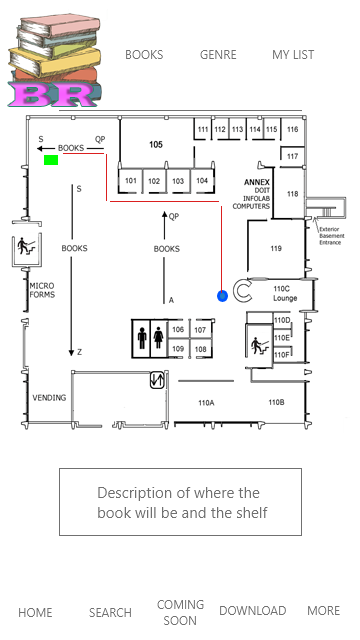 BOOKS GENRE MY LIST
BR
S BOOKS QP
105
111 112 113 114 115 116
117
101 102 103 104
ANNEX
DOIT
INFOLAB
COMPUTERS
118
S
QP
Exterior
Basement
Entrance
BOOKS
BOOKS
119
MICRO
FORMS
C
110C
Lounge
A
106 107
109 108
110D
110E
110F
Z
VENDING
110A
110B
Description of where the
book will be and the shelf
HOME SEARCH COMING
SOON DOWNLOAD MORE